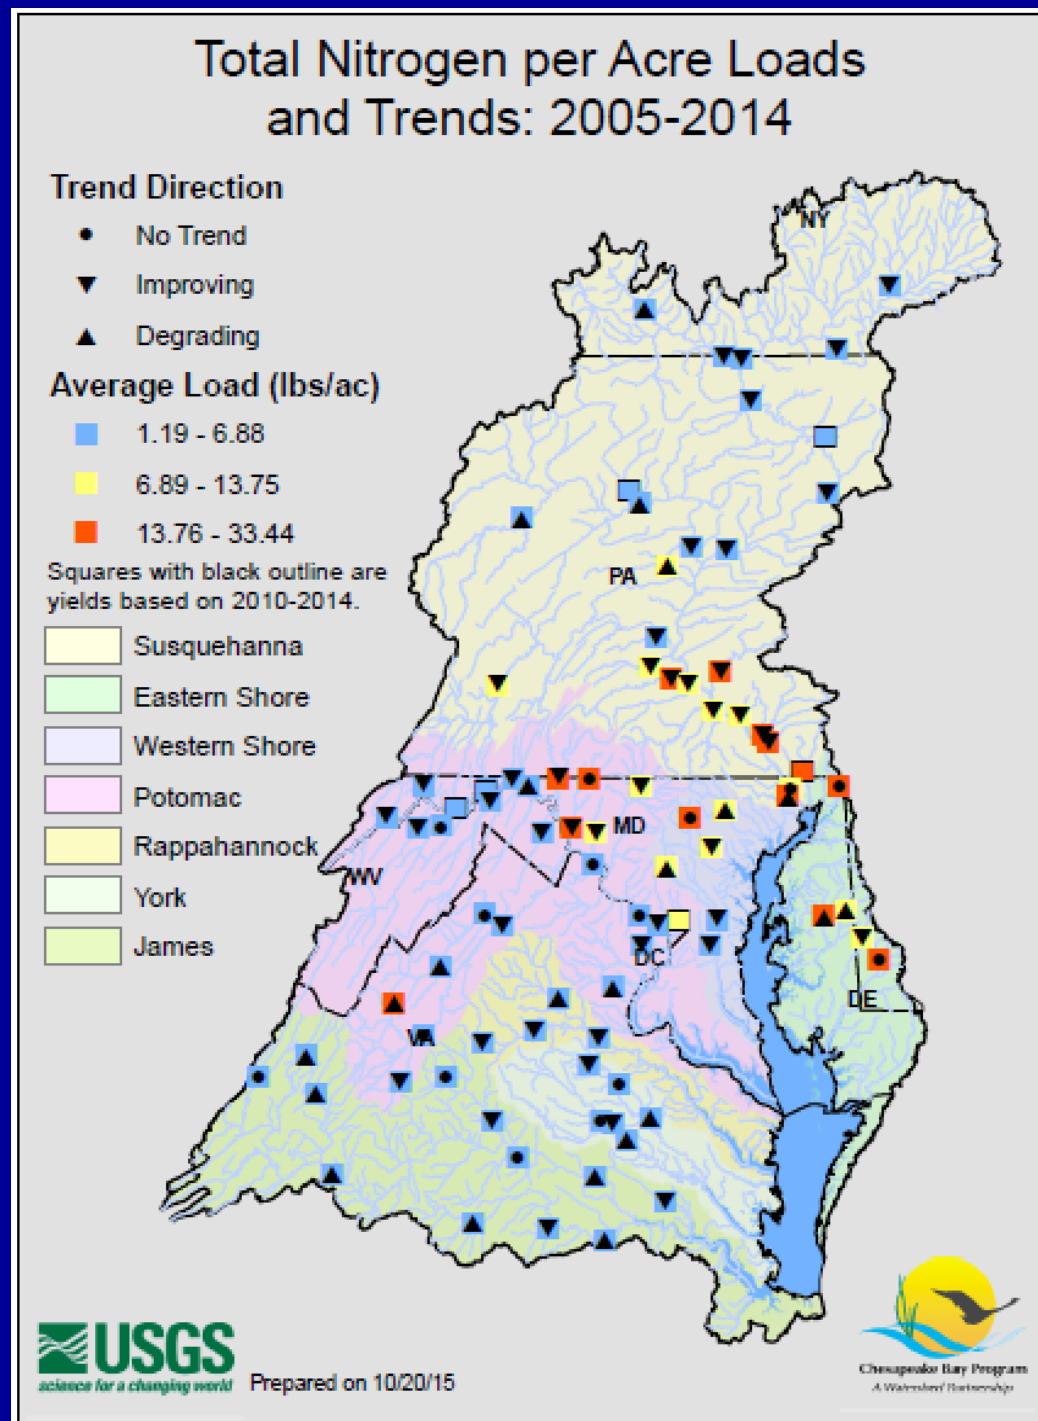 Total Nitrogen per Acre Loads
and Trends: 2005-2014
Trend Direction
No Trend
Improving
Degrading
Average Load (lbs/ac)
1.19 - 6.88
6.89 - 13.75
13.76 - 33.44
Squares with black outline are
yields based on 2010-2014.
Susquehanna
Eastern Shore
Western Shore
Potomac
Rappahannock
York
James
NY
PA
MD
WV
DC
DE
VA
USGS
science for a changing world
Prepared on 10/20/15
Chesapeake Bay Program
A Watershed Partnership